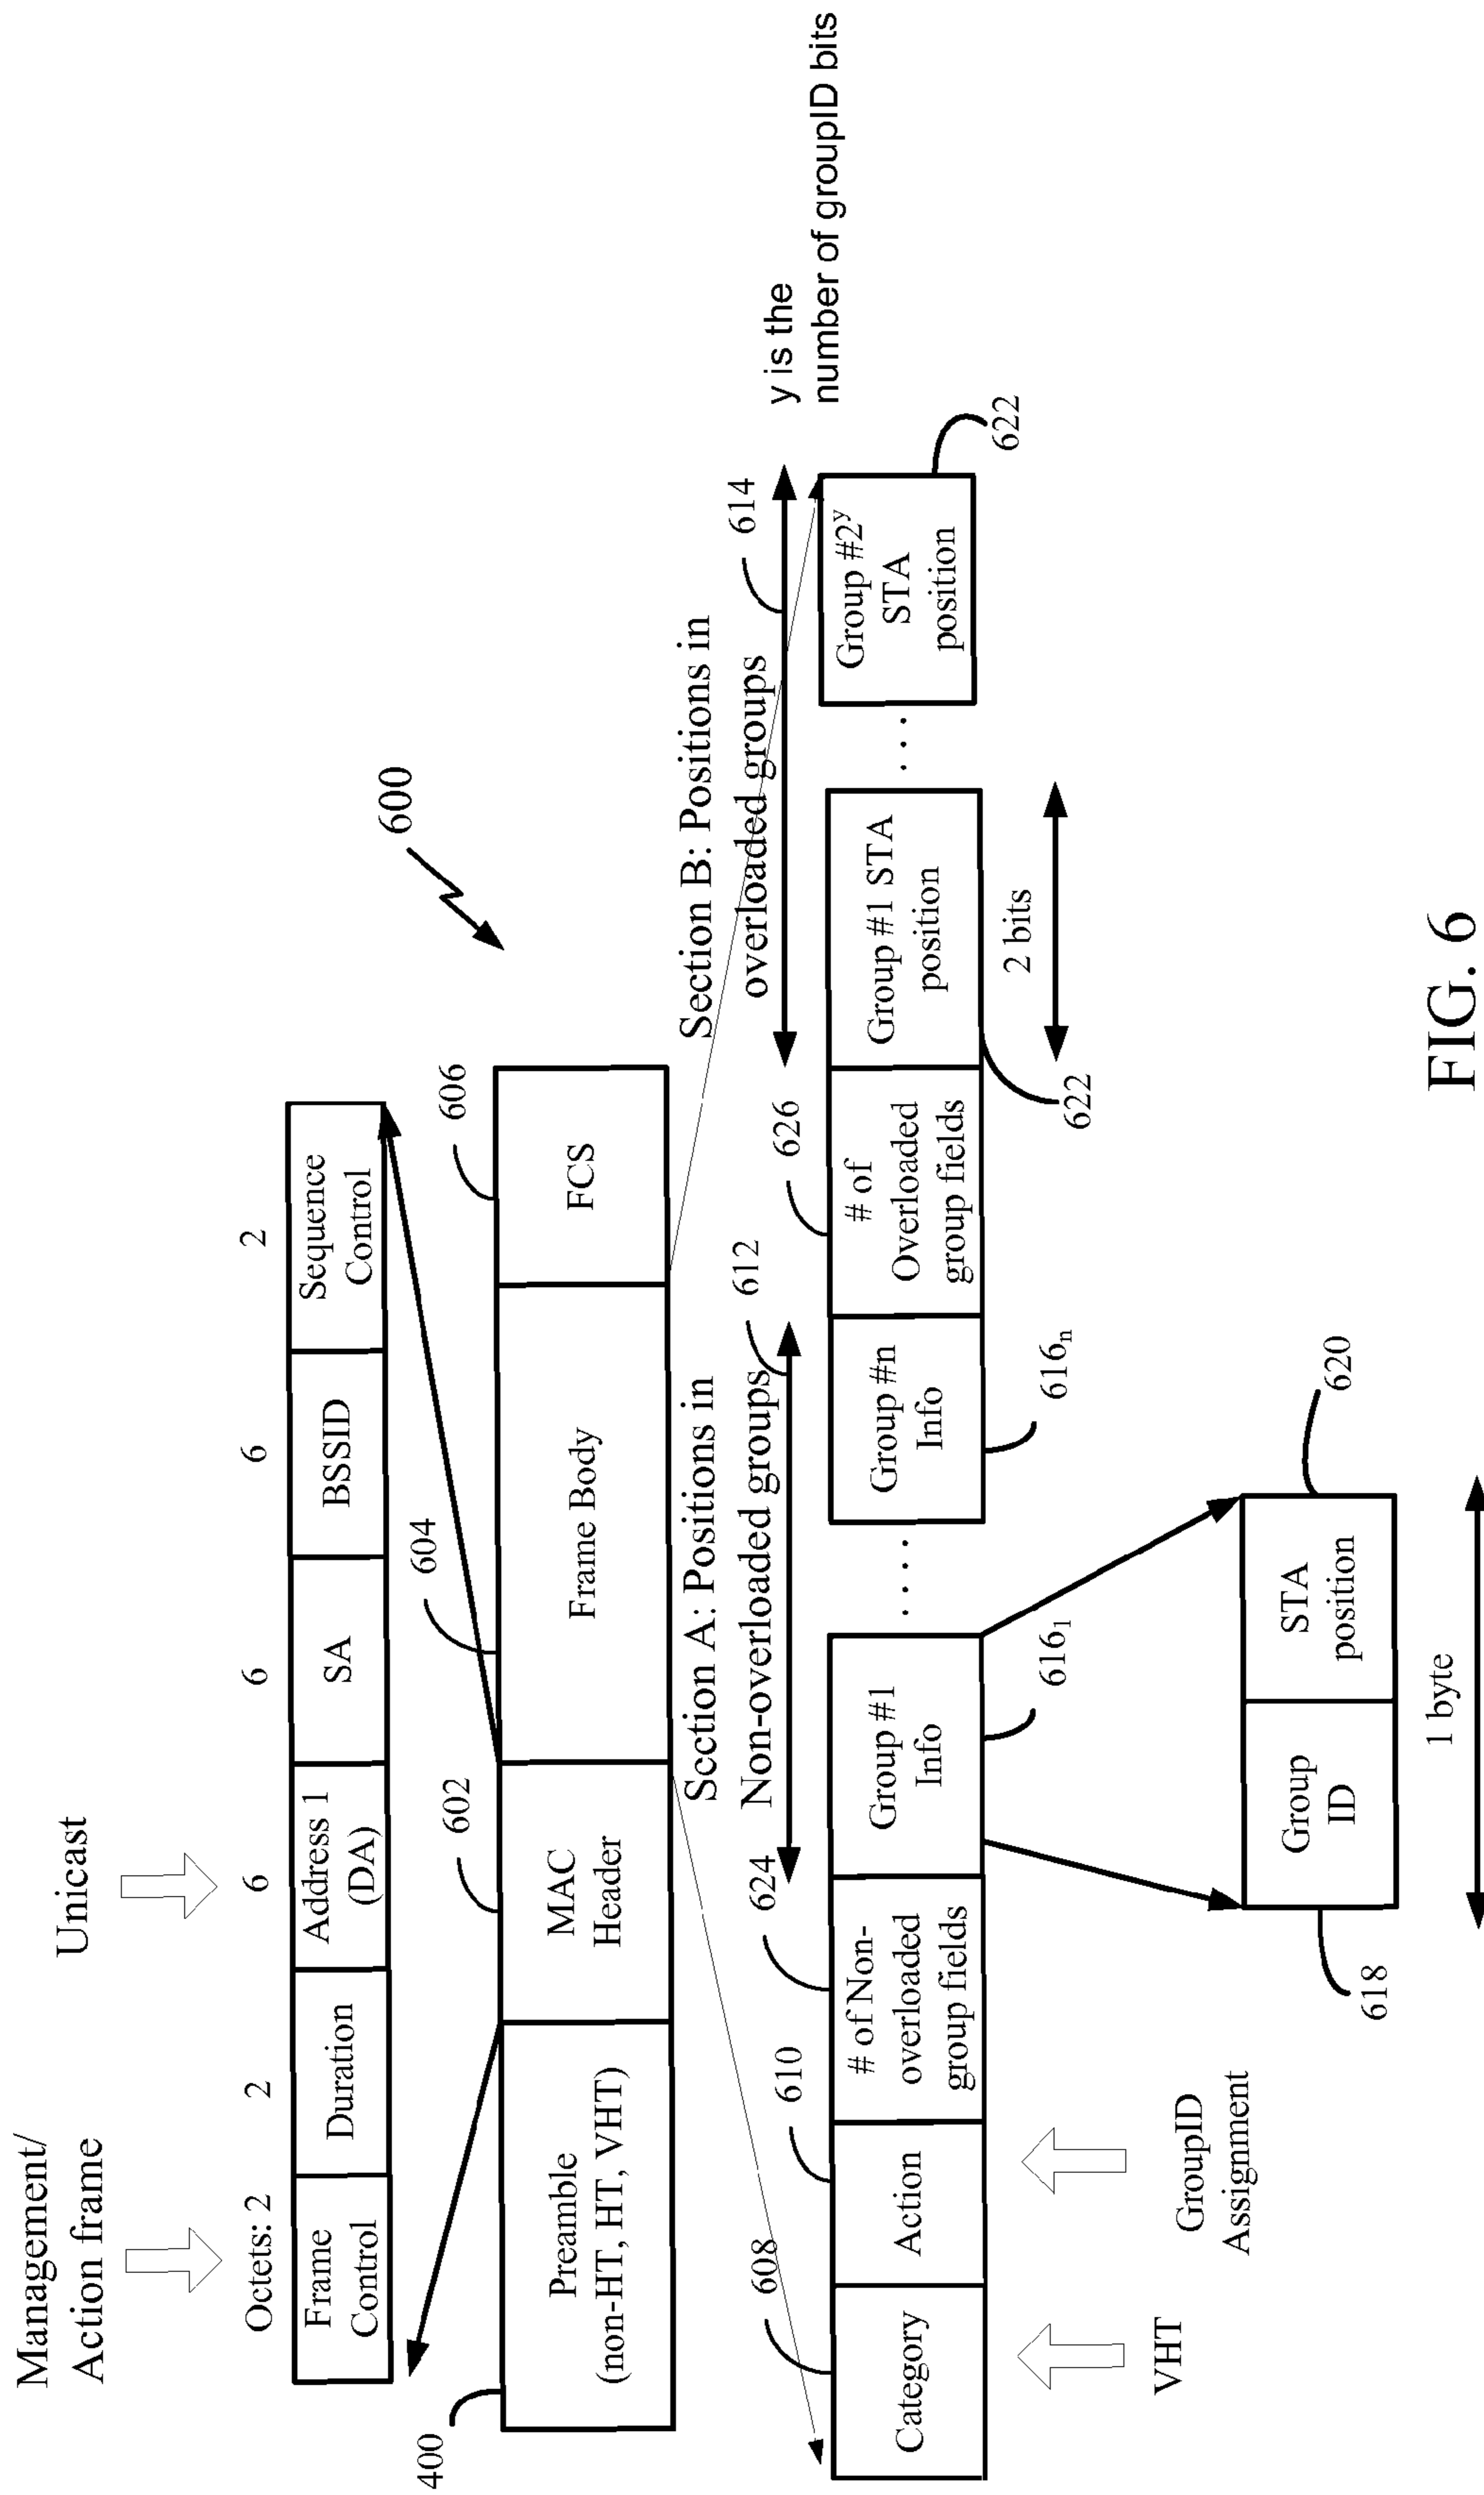 Management/
Action frame
Unicast
Octets: 2
2
6
6
6
2
Frame
Control
Duration
Address 1
(DA)
SA
BSSID
Sequence
Control
600
400
602
604
606
Preamble
(non-HT, HT, VHT)
MAC
Header
Frame Body
FCS
Section A: Positions in
Non-overloaded groups
612
Section B: Positions in
overloaded groups
614
y is the
number of groupID bits
608
610
624
626
Category
Action
# of Non-
overloaded
group fields
Group #1
Info
. . . .
Group #n
Info
# of
Overloaded
group fields
Group #1 STA
position
. . .
Group #2y
STA
position
622
VHT
GroupID
Assignment
6161
616n
622
2 bits
Group
ID
STA
position
618
620
1 byte
FIG. 6